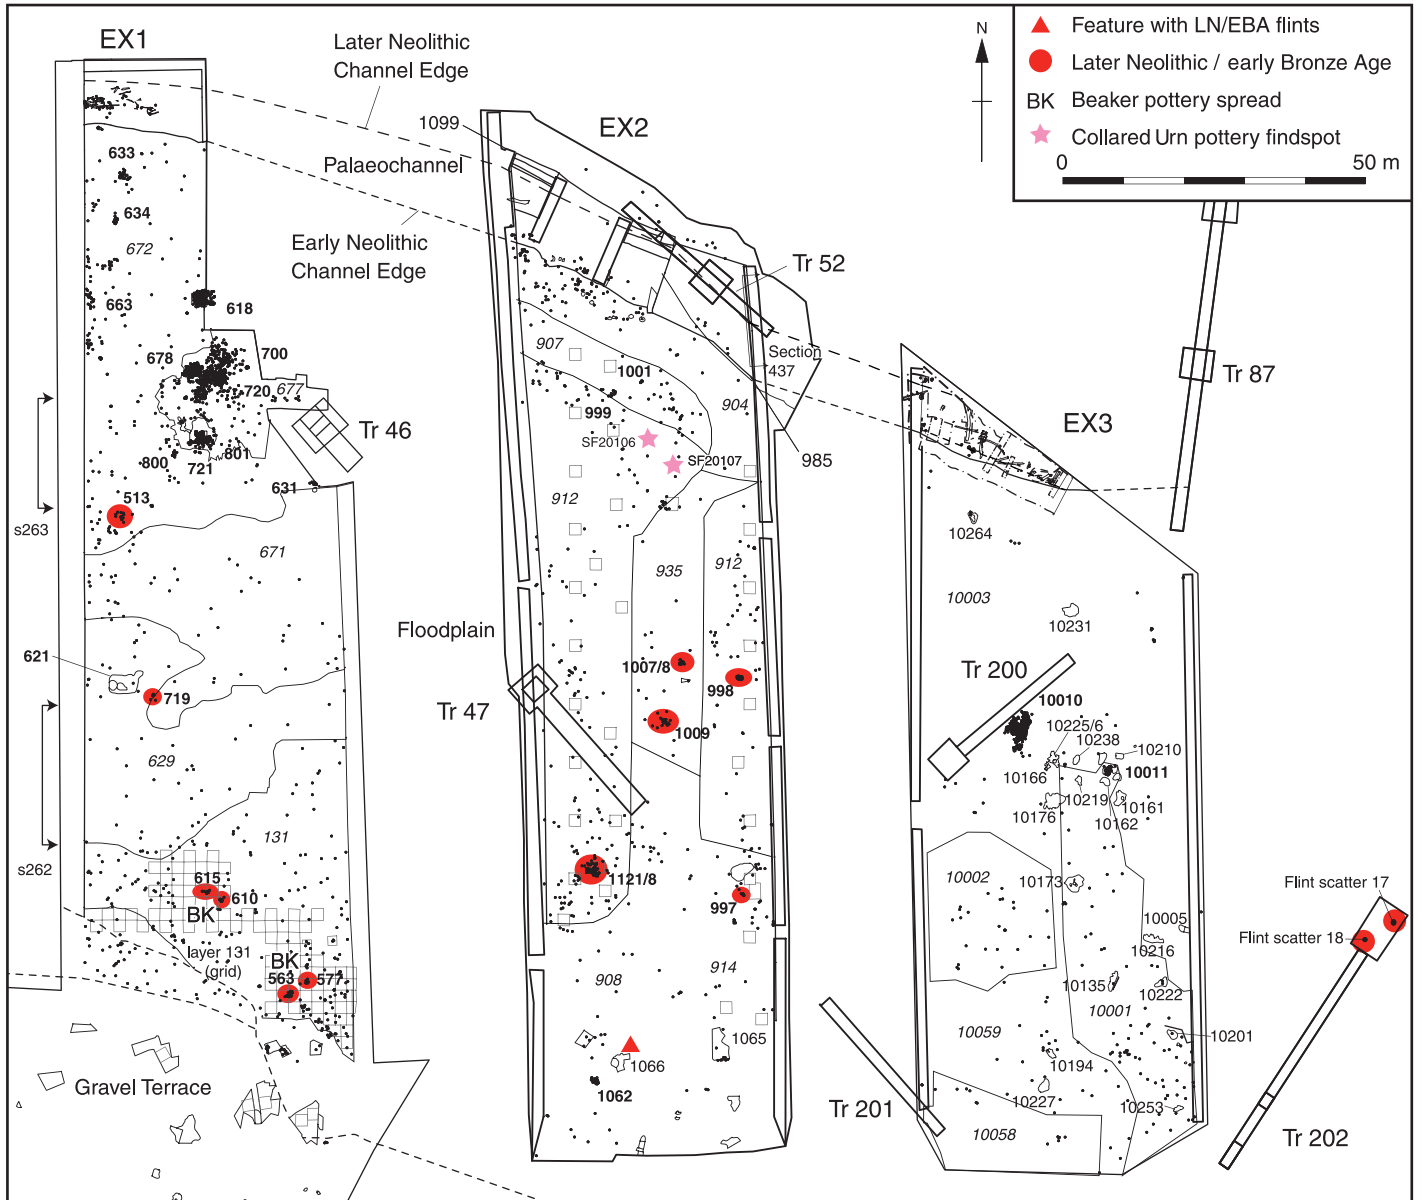 EX1
Later Neolithic
Channel Edge
N
Feature with LN/EBA flints
Later Neolithic / early Bronze Age
BK Beaker pottery spread
Collared Urn pottery findspot
0 50 m
1099
EX2
Palaeochannel
633
634
672
Early Neolithic
Channel Edge
663
618
Tr 52
678
700
720
677
907
1001
Section
437
Tr 87
999
904
SF20106
SF20107
985
EX3
Tr 46
800
721
801
631
513
s263
912
671
935
912
10264
10003
10231
Floodplain
621
719
1007/8
998
Tr 200
Tr 47
1009
10010
10225/6
10238
10210
10166
10011
10219
10161
10176
10162
629
131
s262
615
610
BK
1121/8
997
10002
10173
Flint scatter 17
10005
Flint scatter 18
10216
layer 131
(grid)
BK
563
577
908
914
10135
10222
10001
10059
10201
1065
1066
10194
Gravel Terrace
1062
10227
10253
Tr 201
10058
Tr 202